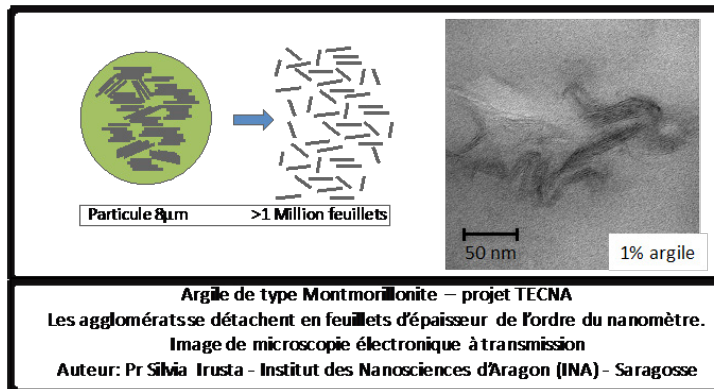 Particule 8µm >1 Million feuillets
50 nm
1% argile
Argile de type Montmorillonite – projet TECNA
Les agglomératsse détachent en feuillets d'épaisseur de l'ordre du nanomètre.
Image de microscopie électronique à transmission
Auteur: Pr Silvia Irusta - Institut des Nanosciences d'Aragon (INA) - Saragosse